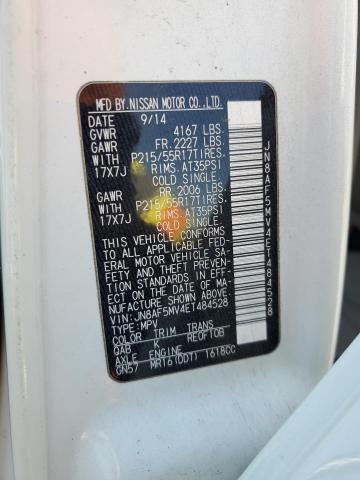 MFD BY NISSAN MOTOR CO.,LTD.
9/14
GVWR 4167 LBS.
GAWR FR. 2227 LBS.
WITH P215/55R17TIRES,
17X7J RIMS, AT35PSI
COLD SINGLE.
GAWR RR. 2006 LBS.
WITH P215/55R17TIRES,
17X7J RIMS, AT35PSI
COLD SINGLE.
THIS VEHICLE CONFORMS
TO ALL APPLICABLE FED-
ERAL MOTOR VEHICLE SA-
FETY AND THEFT PREVEN-
TION STANDARDS IN EFF-
ECT ON THE DATE OF MA-
NUFACTURE SHOWN ABOVE.
VIN:JN8AF5MV4ET484528
TYPE:MPV
COLOR TRIM TRANS
QAB K RE0F10B
AXLE ENGINE
GN57 MR16(DDT) 1618CC
JN8AF5MV4ET484528